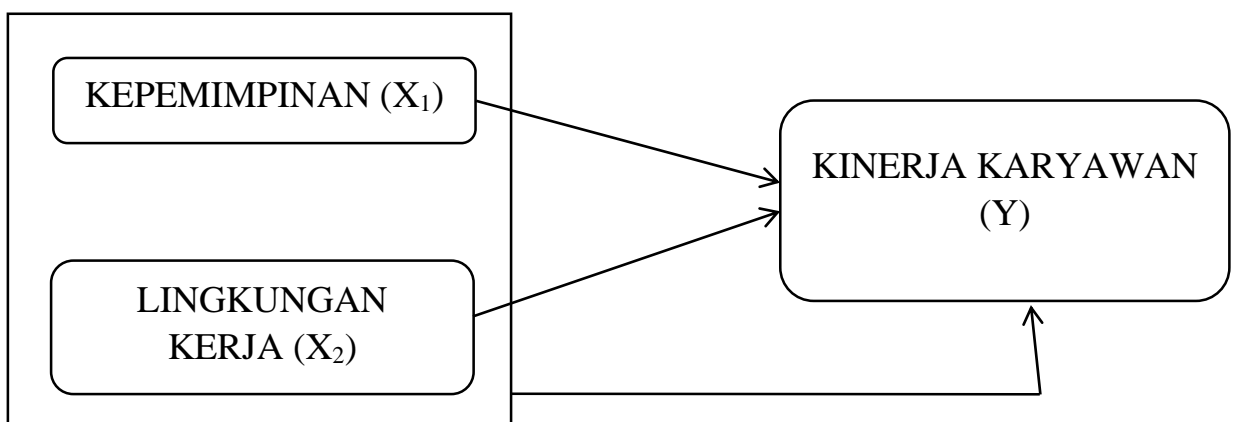 KEPEMIMPINAN (X₁)
LINGKUNGAN
KERJA (X₂)
KINERJA KARYAWAN
(Y)